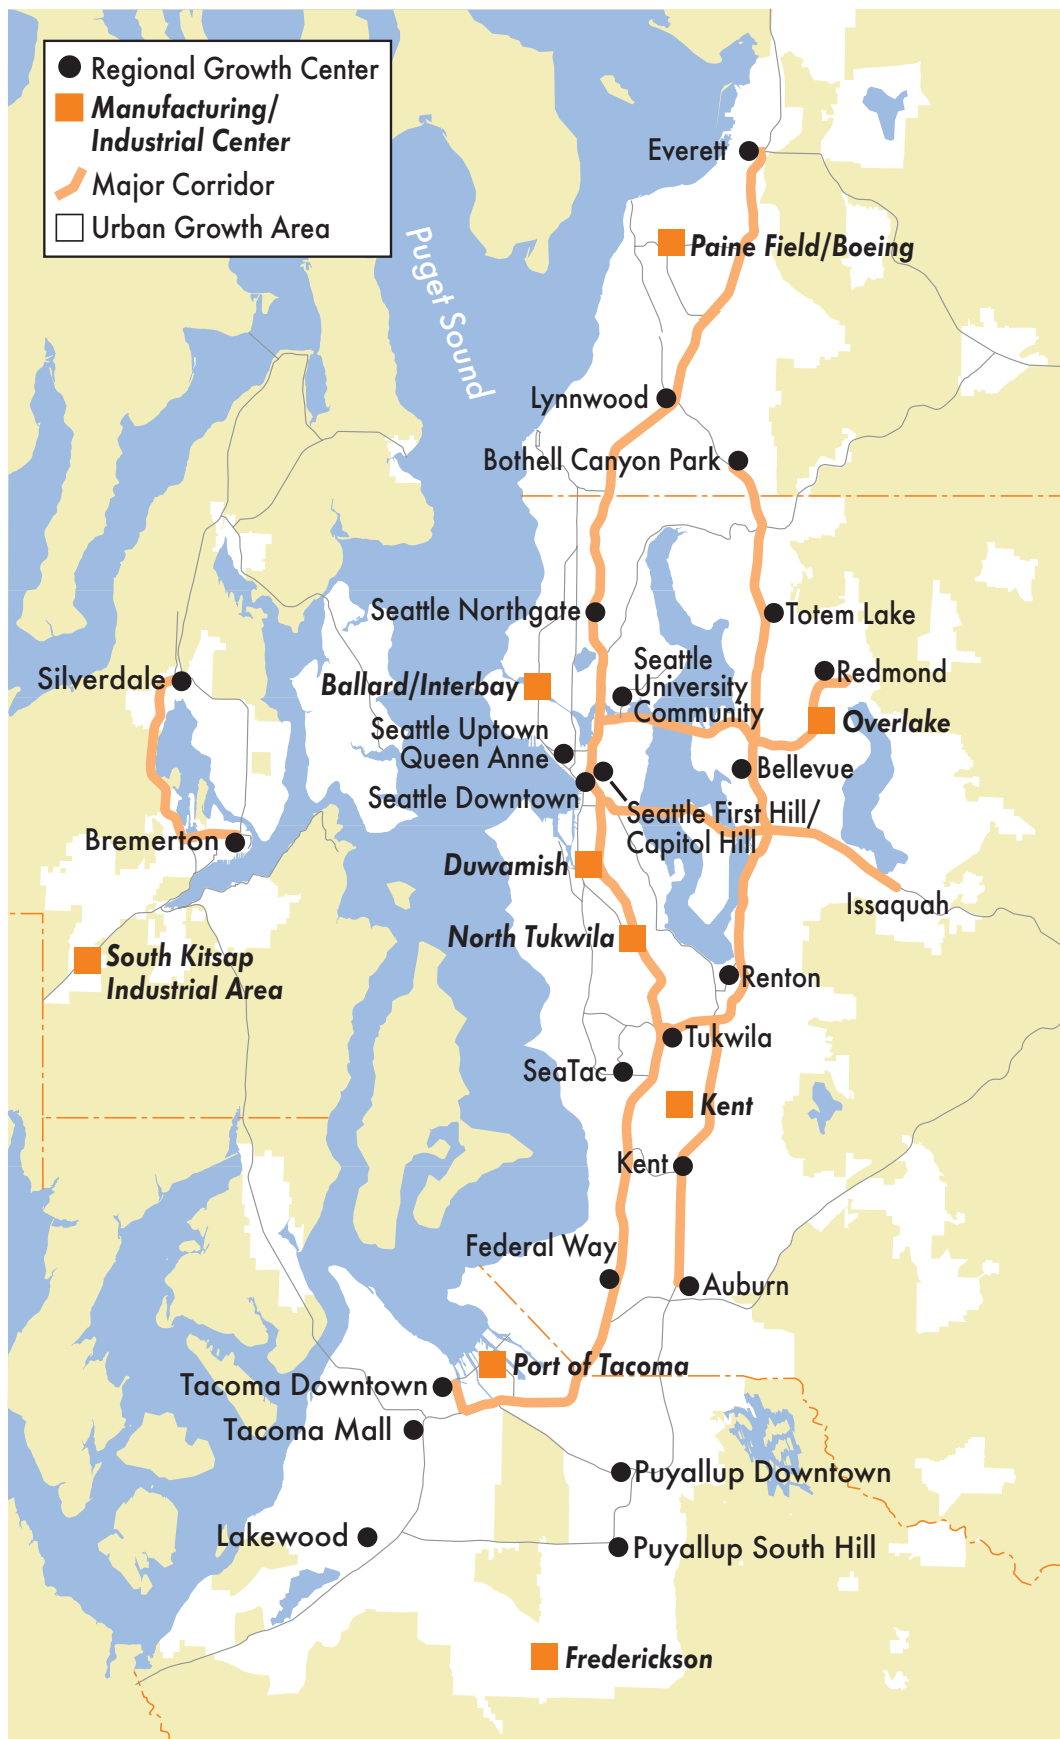 Regional Growth Center
Manufacturing/
Industrial Center
Major Corridor
Urban Growth Area
Puget Sound
Everett
Paine Field/Boeing
Lynnwood
Bothell Canyon Park
Seattle Northgate
Totem Lake
Seattle
University
Community
Redmond
Silverdale
Ballard/Interbay
Overlake
Seattle Uptown
Queen Anne
Bellevue
Seattle Downtown
Seattle First Hill/
Capitol Hill
Bremerton
Duwamish
Issaquah
North Tukwila
South Kitsap
Industrial Area
Renton
Tukwila
SeaTac
Kent
Kent
Federal Way
Auburn
Port of Tacoma
Tacoma Downtown
Tacoma Mall
Puyallup Downtown
Lakewood
Puyallup South Hill
Frederickson